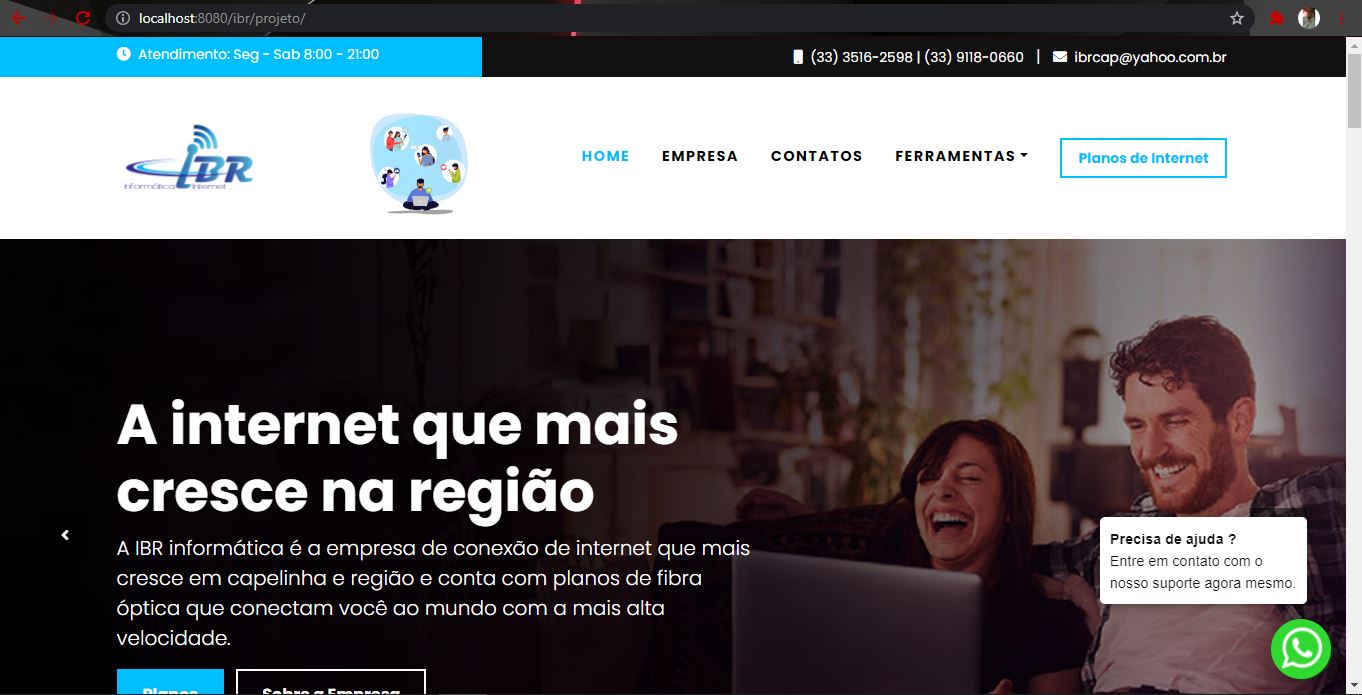 localhost:8080/ibr/projeto/
Atendimento: Seg - Sab 8:00 - 21:00
(33) 3516-2598 | (33) 9118-0660 | ibrcap@yahoo.com.br
IBR
Informática Internet
HOME EMPRESA CONTATOS FERRAMENTAS Planos de Internet
A internet que mais
cresce na região
A IBR informática é a empresa de conexão de internet que mais
cresce em capelinha e região e conta com planos de fibra
óptica que conectam você ao mundo com a mais alta
velocidade.
Planos Sobre a Empresa
Precisa de ajuda ?
Entre em contato com o
nosso suporte agora mesmo.